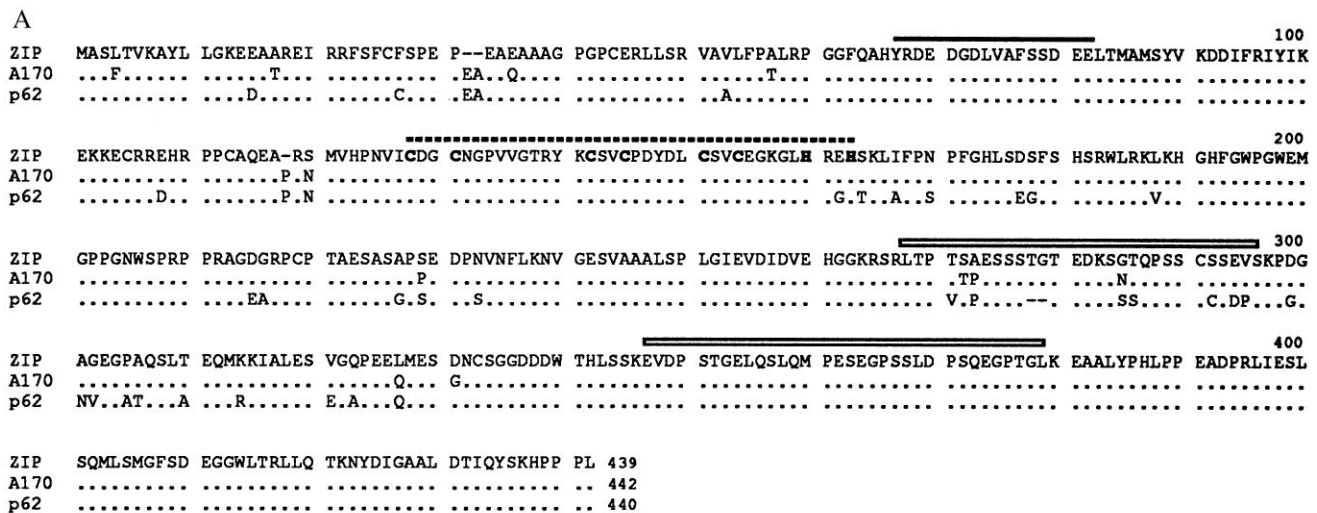 A
100
ZIP MASLTVKAYL LGKEEAAREI RRFSFCFSPE P--EAEAAAG PGPCERLLSR VAVLFPALRP GGFQAHYRDE DGDLVAFSSD EELTMAMSYV KDDIFRIYIK
A170 ...F...... ......T... .......... .EA..Q.... .......... .....T.... .......... .......... .......... ..........
p62 .......... ....D..... ......C... .EA....... .......... .A........ .......... .......... .......... ..........
200
ZIP EKKECRREHR PPCAQEA-RS MVHPNVICDG CNGPVVGTRY KCSVCPDYDL CSVCEGKGLH REHSKLIFPN PFGHLSDSFS HSRWLRKLKH GHFGWPGWEM
A170 .......... .......P.N .......... .......... .......... .......... .......... .......... .......... ..........
p62 ......D... .......P.N .......... .......... .......... .......... .G.T..A..S .....EG... .......V.. ..........
300
ZIP GPPGNWSPRP PRAGDGRPCP TAESASAPSE DPNVNFLKNV GESVAAALSP LGIEVDIDVE HGGKRSRLTP TSAESSSTGT EDKSGTQPSS CSSEVSKPDG
A170 .......... .......... ........P. .......... .......... .......... .......... .TP....... ....N..... ..........
p62 .......... ....EA.... ......G.S. ..N....... .......... .......... .......... V.P....--. ....SS.... .C.DP...G.
400
ZIP AGEGPAQSLT EQMKKIALES VGQPEELMES DNCSGGDDDW THLSSKEVDP STGELQSLQM PESEGPSSLD PSQEGPTGLK EAALYPHLPP EADPRLIESL
A170 .......... .......... .......Q.. .G........ .......... .......... .......... .......... .......... ..........
p62 NV..AT...A ....R..... .E.A...Q.. .......... .......... .......... .......... .......... .......... ..........
ZIP SQMLSMGFSD EGGWLTRLLQ TKNYDIGAAL DTIQYSKHPP PL 439
A170 .......... .......... .......... .......... .. 442
p62 .......... .......... .......... .......... .. 440